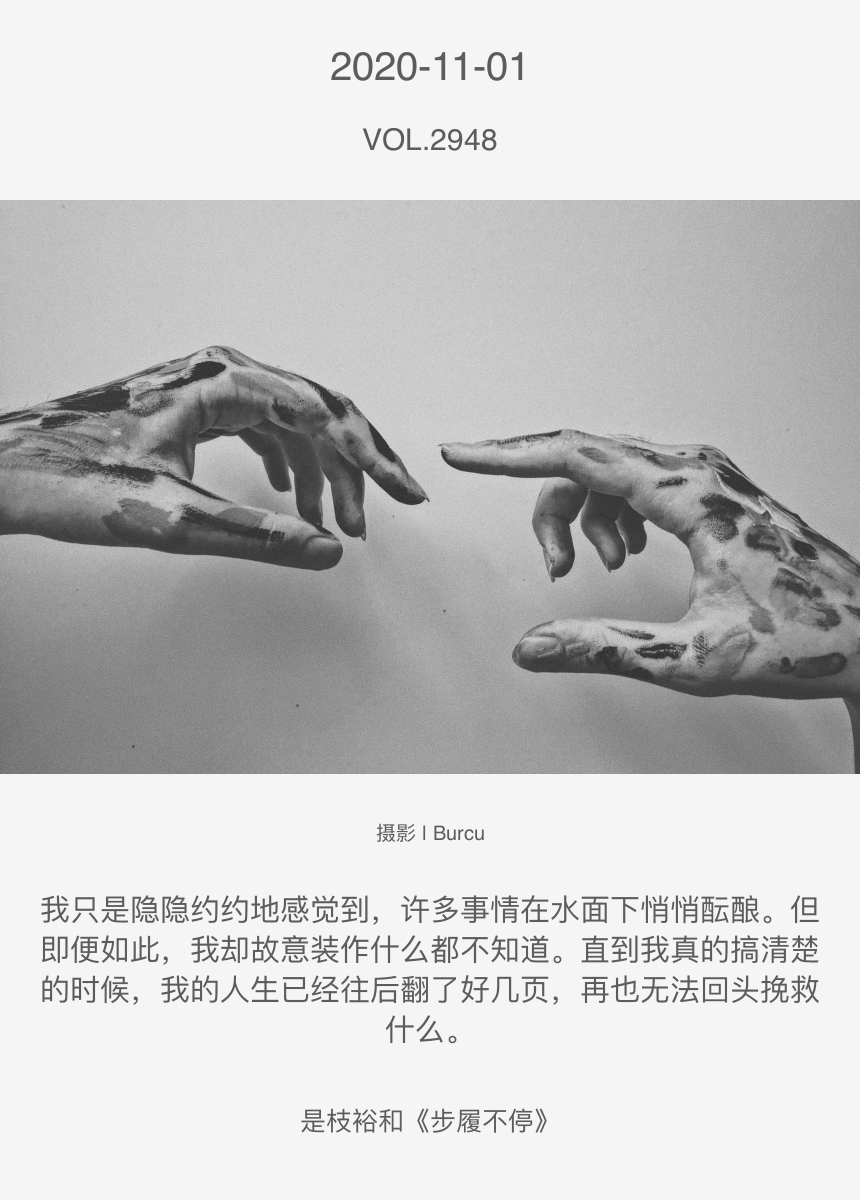 2020-11-01
VOL.2948
摄影 l Burcu
我只是隐隐约约地感觉到，许多事情在水面下悄悄酝酿。但
即便如此，我却故意装作什么都不知道。直到我真的搞清楚
的时候，我的人生已经往后翻了好几页，再也无法回头挽救
什么。
是枝裕和《步履不停》